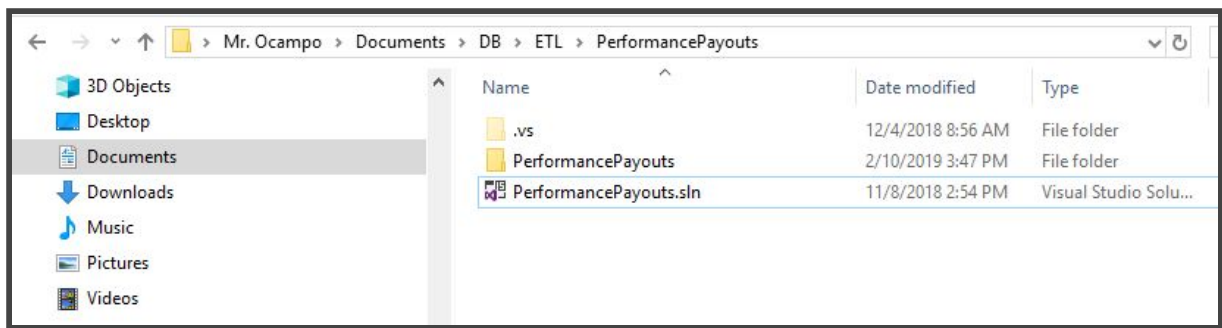 Mr. Ocampo > Documents > DB > ETL > PerformancePayouts
3D Objects
Desktop
Documents
Downloads
Music
Pictures
Videos
Name Date modified Type
.vs 12/4/2018 8:56 AM File folder
PerformancePayouts 2/10/2019 3:47 PM File folder
PerformancePayouts.sln 11/8/2018 2:54 PM Visual Studio Solu...